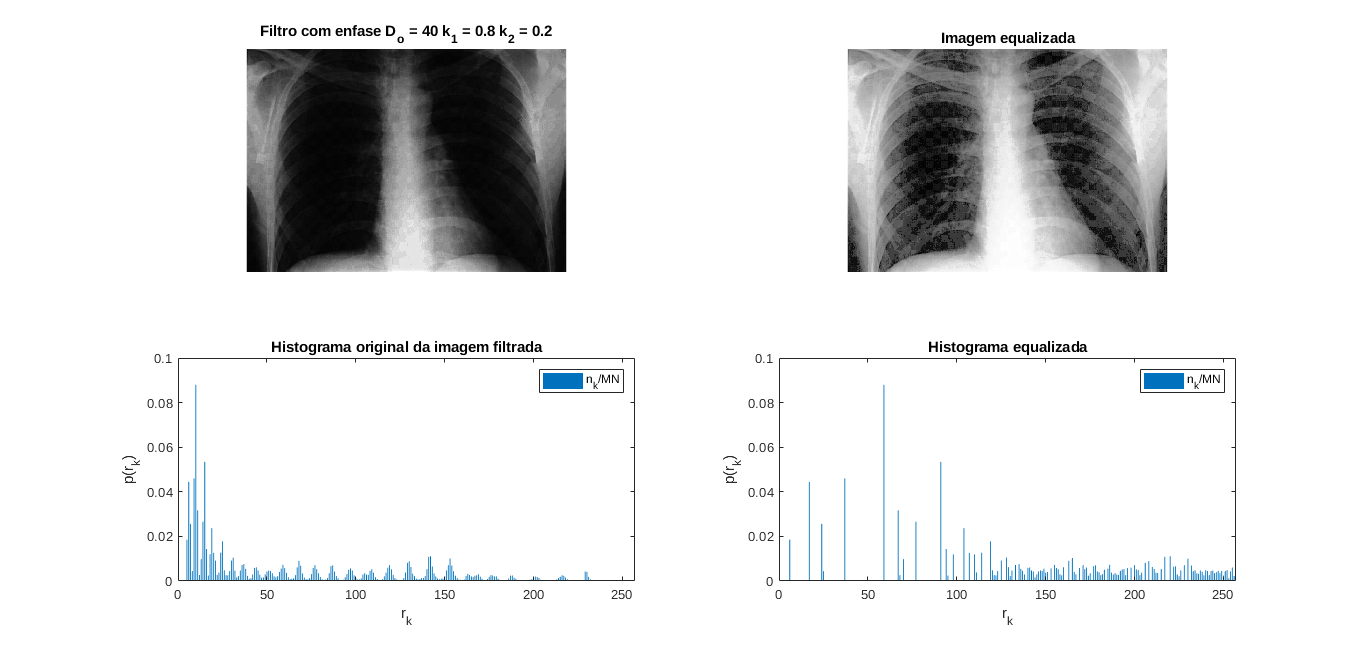 Filtro com enfase D_o = 40 k_1 = 0.8 k_2 = 0.2
Imagem equalizada
Histograma original da imagem filtrada
0.1
0.08
0.06
0.04
0.02
0
p(r_k)
n_k/MN
0 50 100 150 200 250
r_k
Histograma equalizada
0.1
0.08
0.06
0.04
0.02
0
p(r_k)
n_k/MN
0 50 100 150 200 250
r_k